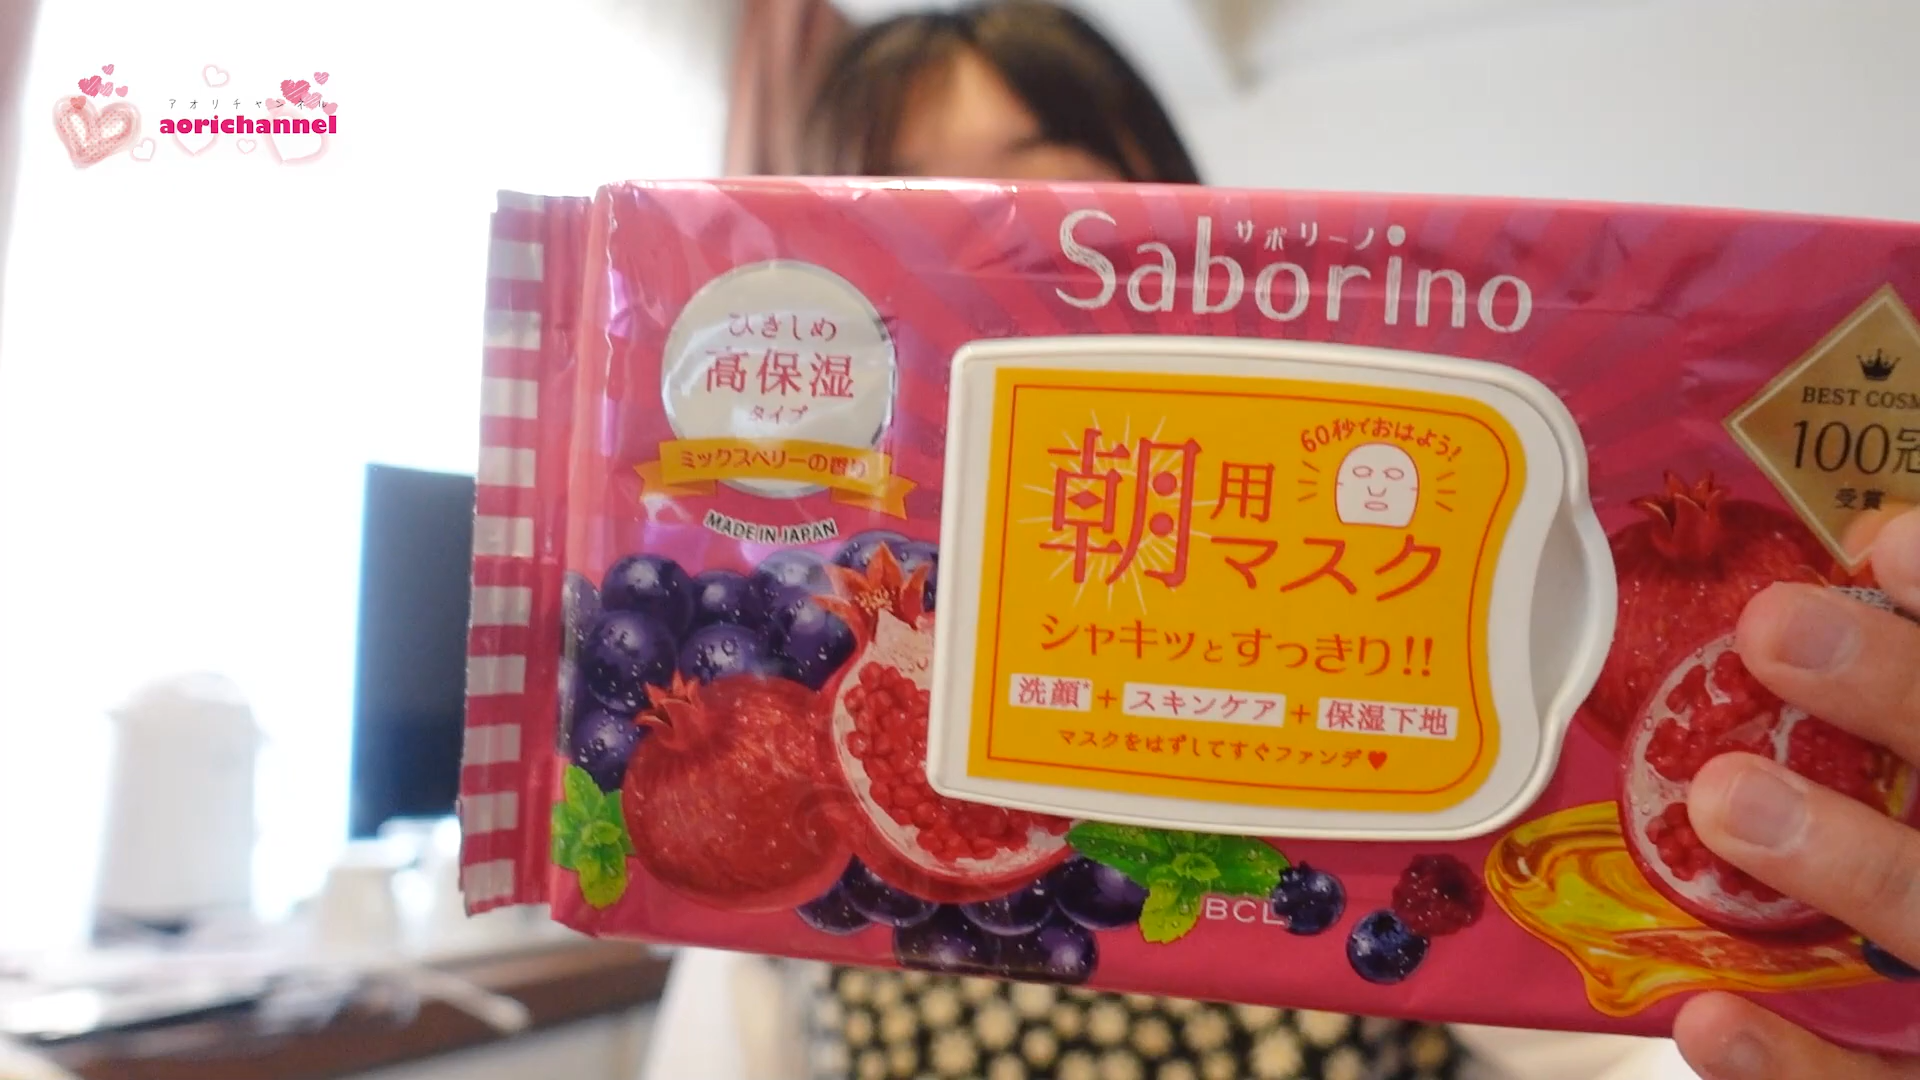 アオリチャンネル
aorichannel
サボリーノ
Saborino
ひきしめ
高保湿
タイプ
ミックスベリーの香り
MADE IN JAPAN
60秒でおはよう!
朝用
マスク
シャキッとすっきり!!
洗顔*+スキンケア+保湿下地
マスクをはずしてすぐファンデ♥
BEST COSM
100冠
受賞
BCL